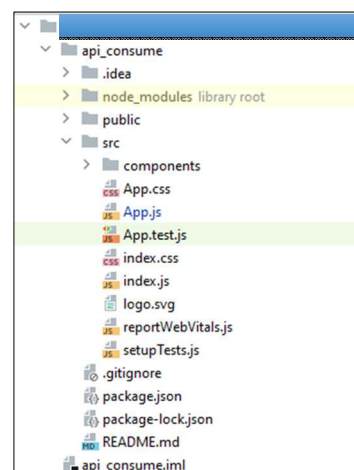 api_consume
.idea
node_modules library root
public
src
components
App.css
App.js
App.test.js
index.css
index.js
logo.svg
reportWebVitals.js
setupTests.js
.gitignore
package.json
package-lock.json
README.md
api_consume.iml